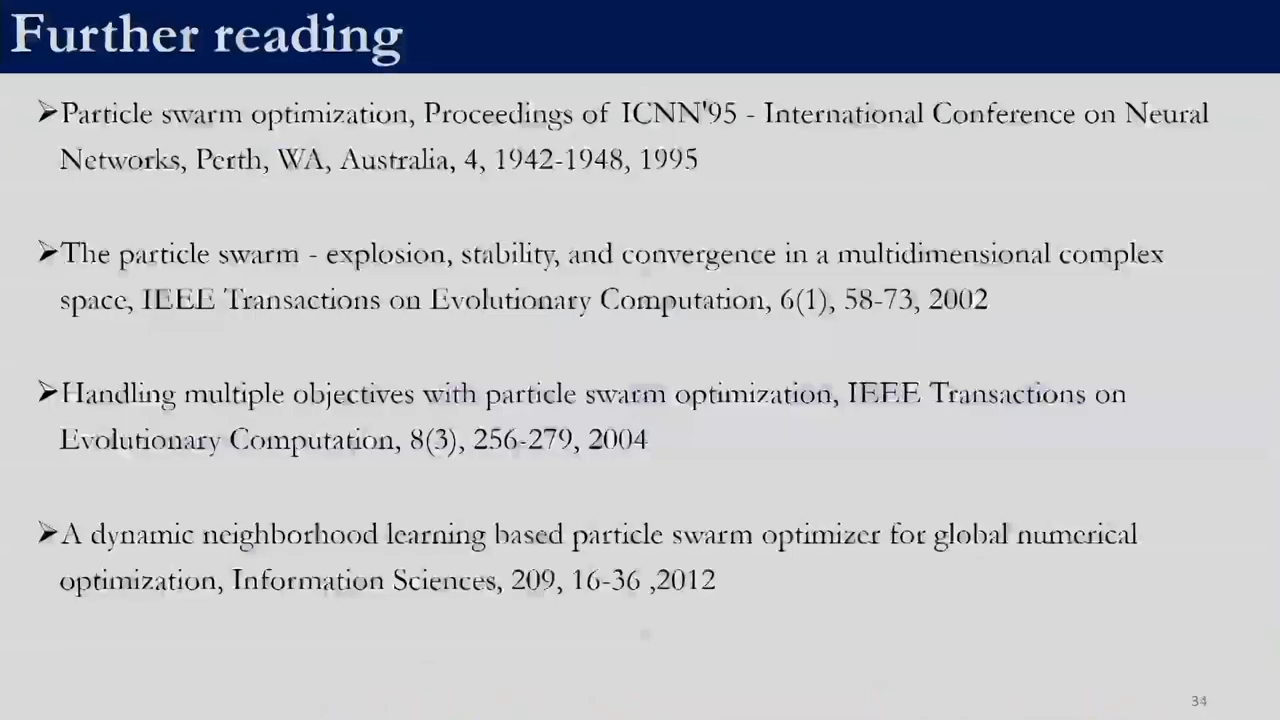 Further reading
➢Particle swarm optimization, Proceedings of ICNN'95 - International Conference on Neural
Networks, Perth, WA, Australia, 4, 1942-1948, 1995
➢The particle swarm - explosion, stability, and convergence in a multidimensional complex
space, IEEE Transactions on Evolutionary Computation, 6(1), 58-73, 2002
➢Handling multiple objectives with particle swarm optimization, IEEE Transactions on
Evolutionary Computation, 8(3), 256-279, 2004
➢A dynamic neighborhood learning based particle swarm optimizer for global numerical
optimization, Information Sciences, 209, 16-36 ,2012
34